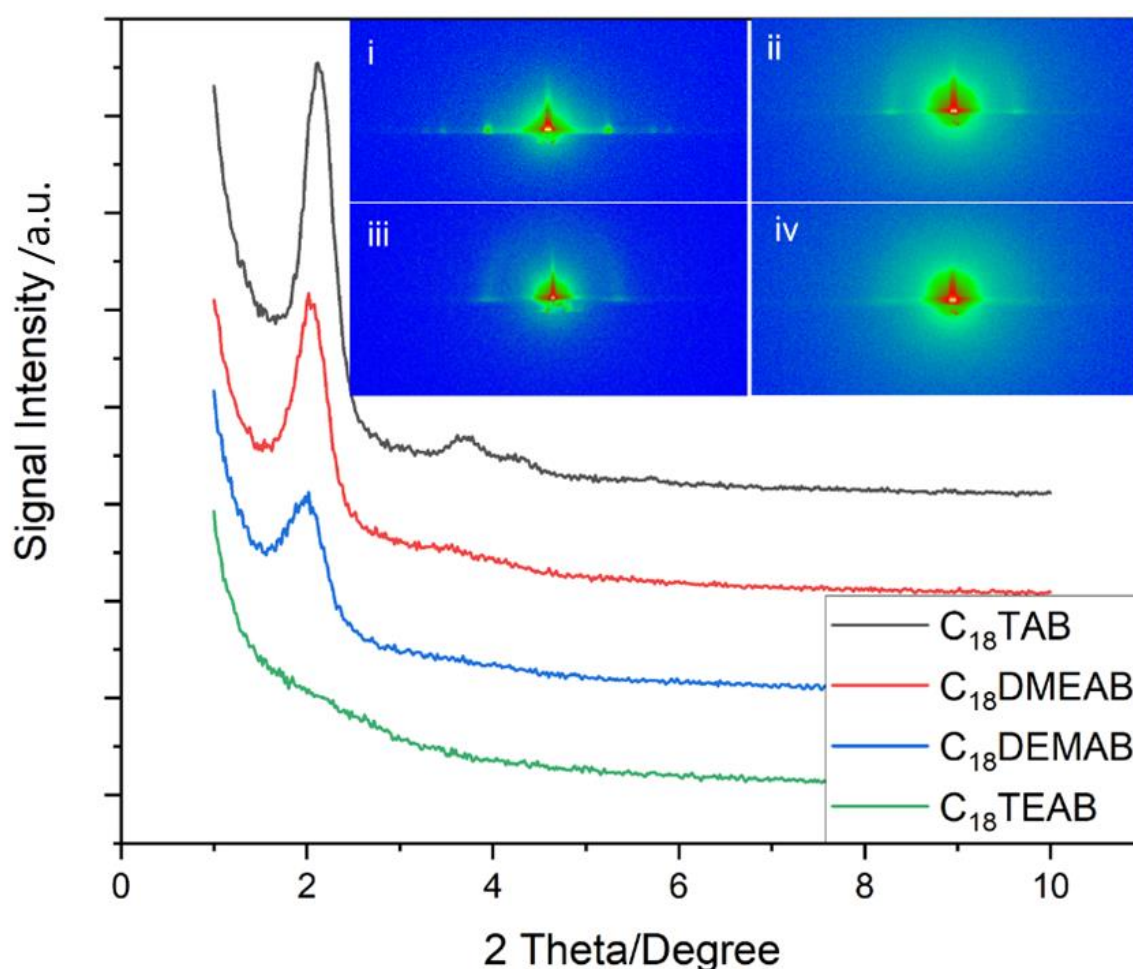 Signal Intensity /a.u.
i
ii
iii
iv
C₁₈TAB
C₁₈DMEAB
C₁₈DEMAB
C₁₈TEAB
0 2 4 6 8 10
2 Theta/Degree